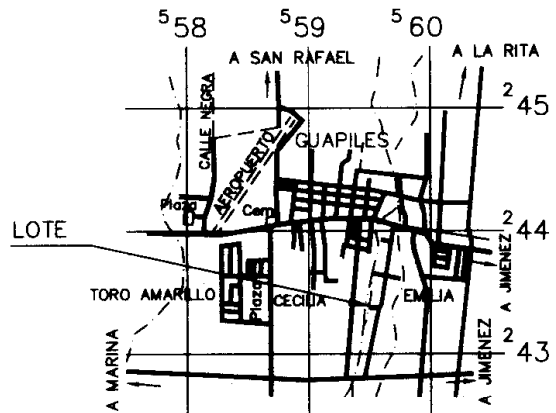 558 559 560
A SAN RAFAEL
A LA RITA
245
CALLE NEGRA
GUAPILES
AEROPUERTO
Plaza
Cem.
244
LOTE
A JIMENEZ
TORO AMARILLO
Plaza
CECILIA
EMILIA
243
A MARINA
A JIMENEZ